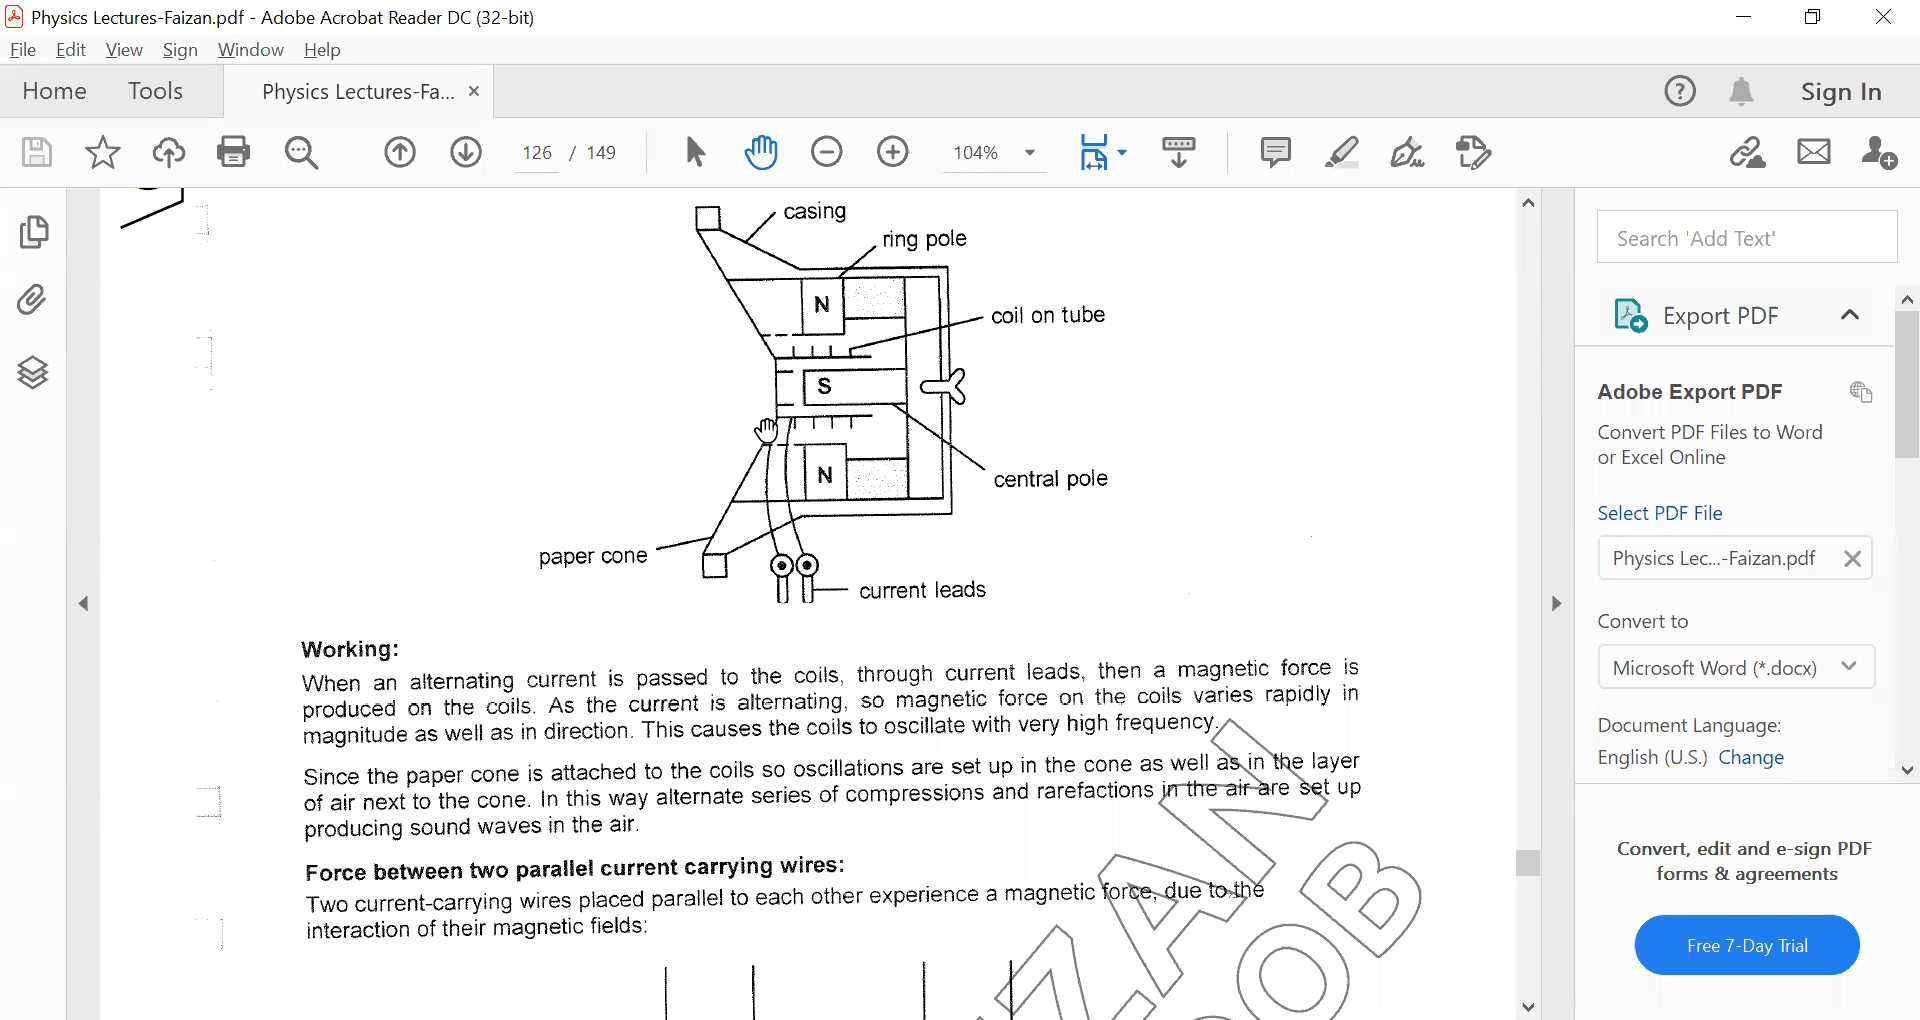 Physics Lectures-Faizan.pdf - Adobe Acrobat Reader DC (32-bit)
File Edit View Sign Window Help
Home Tools Physics Lectures-Fa... × Sign In
126 / 149 104%
casing
ring pole
N
coil on tube
S
N
central pole
paper cone
current leads
Working:
When an alternating current is passed to the coils, through current leads, then a magnetic force is
produced on the coils. As the current is alternating, so magnetic force on the coils varies rapidly in
magnitude as well as in direction. This causes the coils to oscillate with very high frequency.
Since the paper cone is attached to the coils so oscillations are set up in the cone as well as in the layer
of air next to the cone. In this way alternate series of compressions and rarefactions in the air are set up
producing sound waves in the air.
Force between two parallel current carrying wires:
Two current-carrying wires placed parallel to each other experience a magnetic force, due to the
interaction of their magnetic fields:
ZAN
OB
Search 'Add Text'
Export PDF
Adobe Export PDF
Convert PDF Files to Word
or Excel Online
Select PDF File
Physics Lec...-Faizan.pdf
Convert to
Microsoft Word (*.docx)
Document Language:
English (U.S.) Change
Convert, edit and e-sign PDF
forms & agreements
Free 7-Day Trial